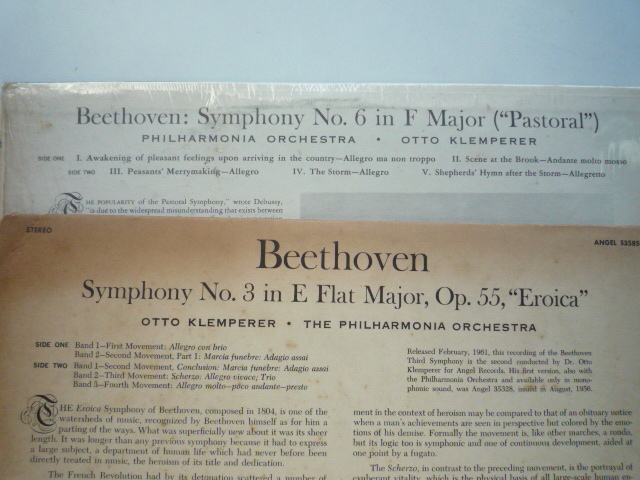 Beethoven: Symphony No. 6 in F Major ("Pastoral")
PHILHARMONIA ORCHESTRA • OTTO KLEMPERER
SIDE ONE I. Awakening of pleasant feelings upon arriving in the country—Allegro ma non troppo II. Scene at the Brook—Andante molto mosso
SIDE TWO III. Peasants' Merrymaking—Allegro IV. The Storm—Allegro V. Shepherds' Hymn after the Storm—Allegretto
THE POPULARITY of the Pastoral Symphony," wrote Debussy,
"is due to the widespread misunderstanding that exists between
STEREO
ANGEL S3585
Beethoven
Symphony No. 3 in E Flat Major, Op. 55, "Eroica"
OTTO KLEMPERER • THE PHILHARMONIA ORCHESTRA
SIDE ONE Band 1—First Movement: Allegro con brio
Band 2—Second Movement, Part 1: Marcia funebre: Adagio assai
SIDE TWO Band 1—Second Movement, Conclusion: Marcia funebre: Adagio assai
Band 2—Third Movement: Scherzo. Allegro vivace; Trio
Band 3—Fourth Movement: Allegro molto—poco andante—presto
Released February, 1961, this recording of the Beethoven
Third Symphony is the second conducted by Dr. Otto
Klemperer for Angel Records. His first version, also with
the Philharmonia Orchestra and available only in mono-
phonic sound, was Angel 35328, issued in August, 1956.
THE Eroica Symphony of Beethoven, composed in 1804, is one of the
watersheds of music, recognized by Beethoven himself as for him a
parting of the ways. What was superficially new about it was its sheer
length. It was longer than any previous symphony because it had to express
a large subject, a department of human life which had never before been
directly treated in music, the heroism of its title and dedication.
The French Revolution had by its detonation scattered a number of
ment in the context of heroism may be compared to that of an obituary notice
when a man's achievements are seen in perspective but colored by the emo-
tions of his demise. Formally the movement is, like other marches, a rondo,
but its logic too is symphonic and one of continuous development, aided at
one point by a fugato.
The Scherzo, in contrast to the preceding movement, is the portrayal of
exuberant vitality, which is the physical basis of all large-scale human en-